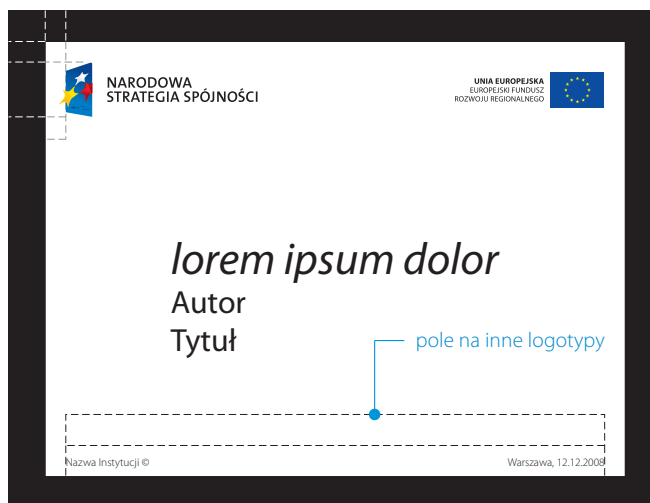 NARODOWA
STRATEGIA SPÓJNOŚCI
UNIA EUROPEJSKA
EUROPEJSKI FUNDUSZ
ROZWOJU REGIONALNEGO
lorem ipsum dolor
Autor
Tytuł
pole na inne logotypy
Nazwa Instytucji ©
Warszawa, 12.12.2008